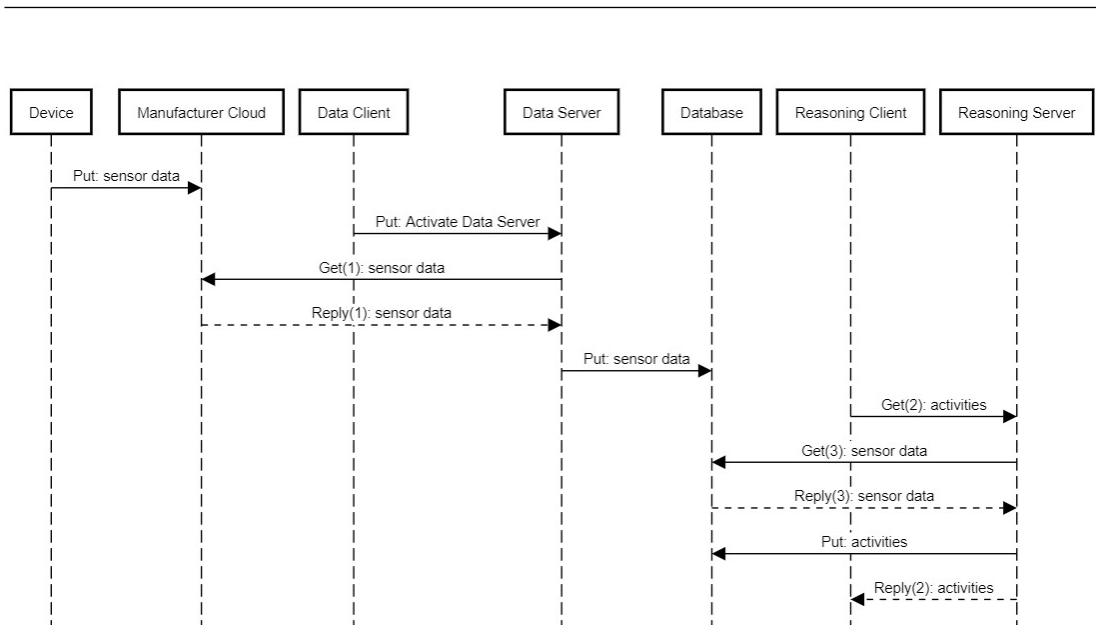 Device
Manufacturer Cloud
Data Client
Data Server
Database
Reasoning Client
Reasoning Server
Put: sensor data
Put: Activate Data Server
Get(1): sensor data
Reply(1): sensor data
Put: sensor data
Get(2): activities
Get(3): sensor data
Reply(3): sensor data
Put: activities
Reply(2): activities